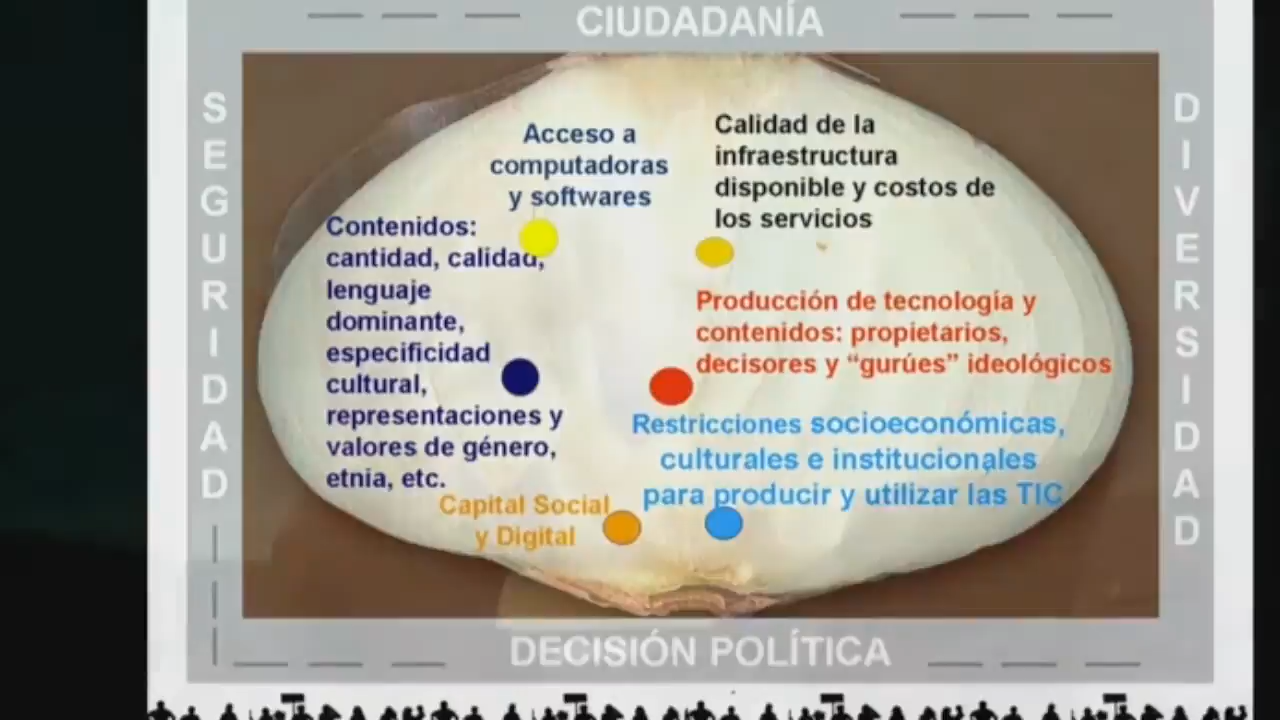 CIUDADANÍA
SEGURIDAD
DIVERSIDAD
Acceso a
computadoras
y softwares
Calidad de la
infraestructura
disponible y costos de
los servicios
Contenidos:
cantidad, calidad,
lenguaje
dominante,
especificidad
cultural,
representaciones y
valores de género,
etnia, etc.
Producción de tecnología y
contenidos: propietarios,
decisores y “gurúes” ideológicos
Restricciones socioeconómicas,
culturales e institucionales
para producir y utilizar las TIC
Capital Social
y Digital
DECISIÓN POLÍTICA